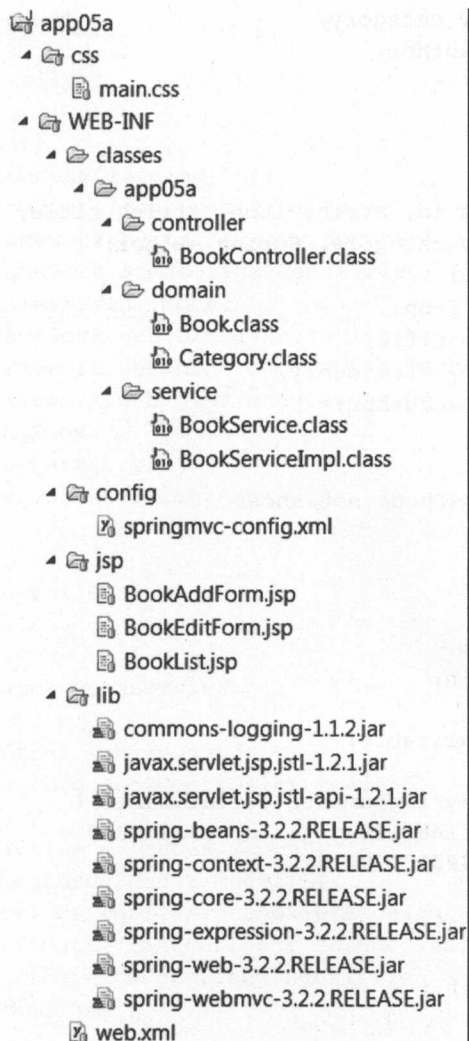 app05a
css
main.css
WEB-INF
classes
app05a
controller
BookController.class
domain
Book.class
Category.class
service
BookService.class
BookServiceImpl.class
config
springmvc-config.xml
jsp
BookAddForm.jsp
BookEditForm.jsp
BookList.jsp
lib
commons-logging-1.1.2.jar
javax.servlet.jsp.jstl-1.2.1.jar
javax.servlet.jsp.jstl-api-1.2.1.jar
spring-beans-3.2.2.RELEASE.jar
spring-context-3.2.2.RELEASE.jar
spring-core-3.2.2.RELEASE.jar
spring-expression-3.2.2.RELEASE.jar
spring-web-3.2.2.RELEASE.jar
spring-webmvc-3.2.2.RELEASE.jar
web.xml